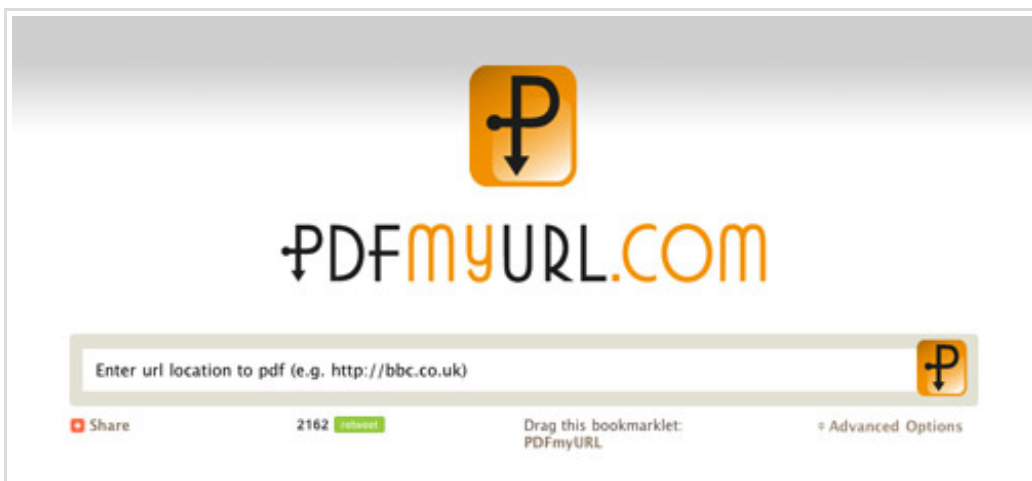 P
PDFMYURL.COM
Enter url location to pdf (e.g. http://bbc.co.uk)
P
Share
2162 retweet
Drag this bookmarklet:
PDFmyURL
Advanced Options